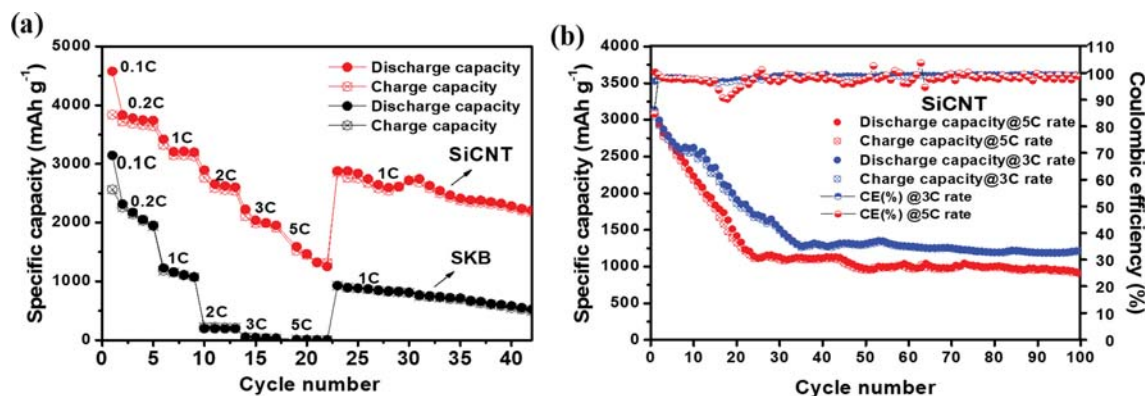 (a)
5000
4000
3000
2000
1000
0
Specific capacity (mAh g⁻¹)
0.1C
0.2C
1C
2C
3C
5C
1C
SiCNT
Discharge capacity
Charge capacity
Discharge capacity
Charge capacity
0.1C
0.2C
1C
2C
3C
5C
1C
SKB
0 5 10 15 20 25 30 35 40
Cycle number
(b)
4000
3500
3000
2500
2000
1500
1000
500
0
Specific capacity (mAh g⁻¹)
SiCNT
Discharge capacity@5C rate
Charge capacity@5C rate
Discharge capacity@3C rate
Charge capacity@3C rate
CE(%) @3C rate
CE(%) @5C rate
110
100
90
80
70
60
50
40
30
20
10
0
Coulombic efficiency (%)
0 10 20 30 40 50 60 70 80 90 100
Cycle number